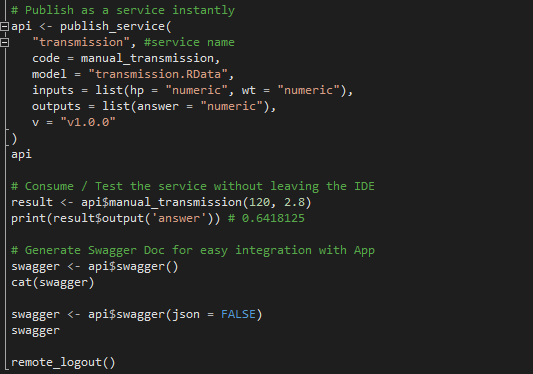 # Publish as a service instantly
api <- publish_service(
   "transmission", #service name
   code = manual_transmission,
   model = "transmission.RData",
   inputs = list(hp = "numeric", wt = "numeric"),
   outputs = list(answer = "numeric"),
   v = "v1.0.0"
)
api

# Consume / Test the service without leaving the IDE
result <- api$manual_transmission(120, 2.8)
print(result$output('answer')) # 0.6418125

# Generate Swagger Doc for easy integration with App
swagger <- api$swagger()
cat(swagger)

swagger <- api$swagger(json = FALSE)
swagger

remote_logout()